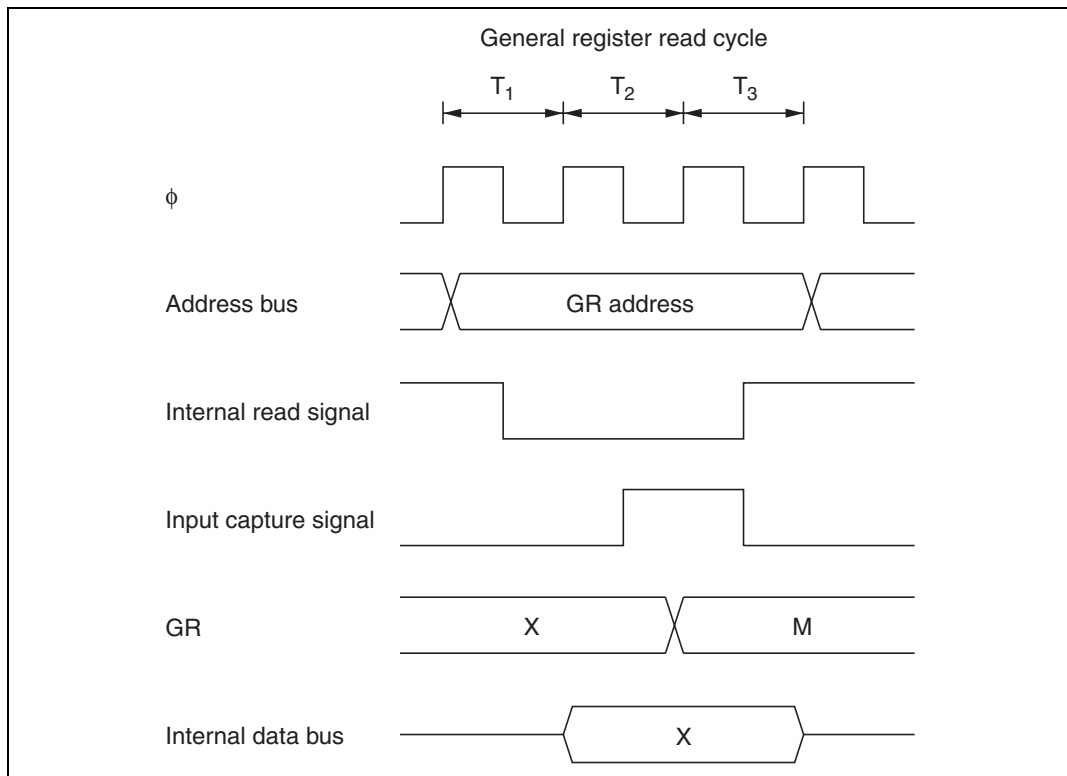 General register read cycle
T1 T2 T3
ϕ
Address bus GR address
Internal read signal
Input capture signal
GR X M
Internal data bus X